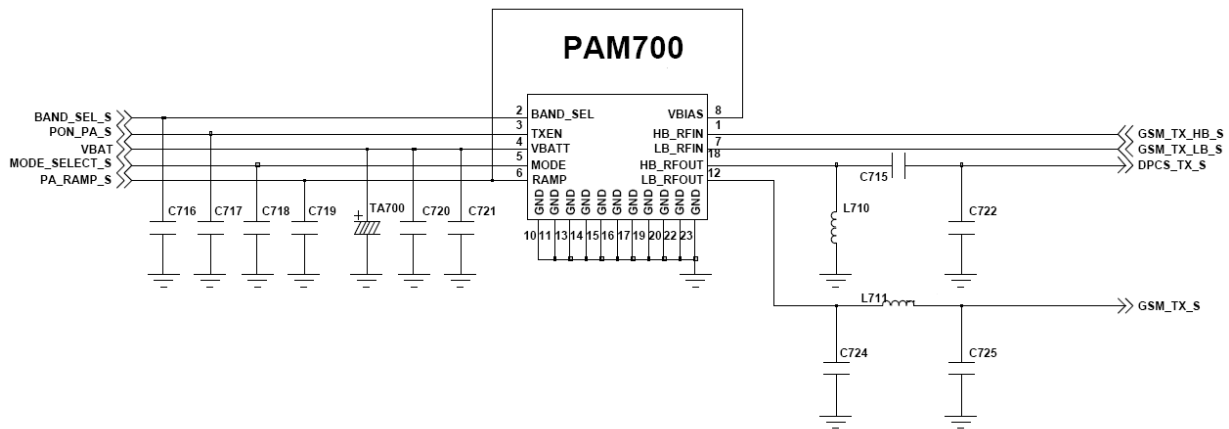 PAM700
BAND_SEL_S
PON_PA_S
VBAT
MODE_SELECT_S
PA_RAMP_S
2
3
4
5
6
BAND_SEL
TXEN
VBATT
MODE
RAMP
VBIAS
HB_RFIN
LB_RFIN
HB_RFOUT
LB_RFOUT
8
1
7
18
12
GSM_TX_HB_S
GSM_TX_LB_S
DPCS_TX_S
C716
C717
C718
C719
+
TA700
C720
C721
GND GND GND GND GND GND GND GND GND GND GND
10 11 13 14 15 16 17 19 20 22 23
C715
L710
C722
L711
GSM_TX_S
C724
C725